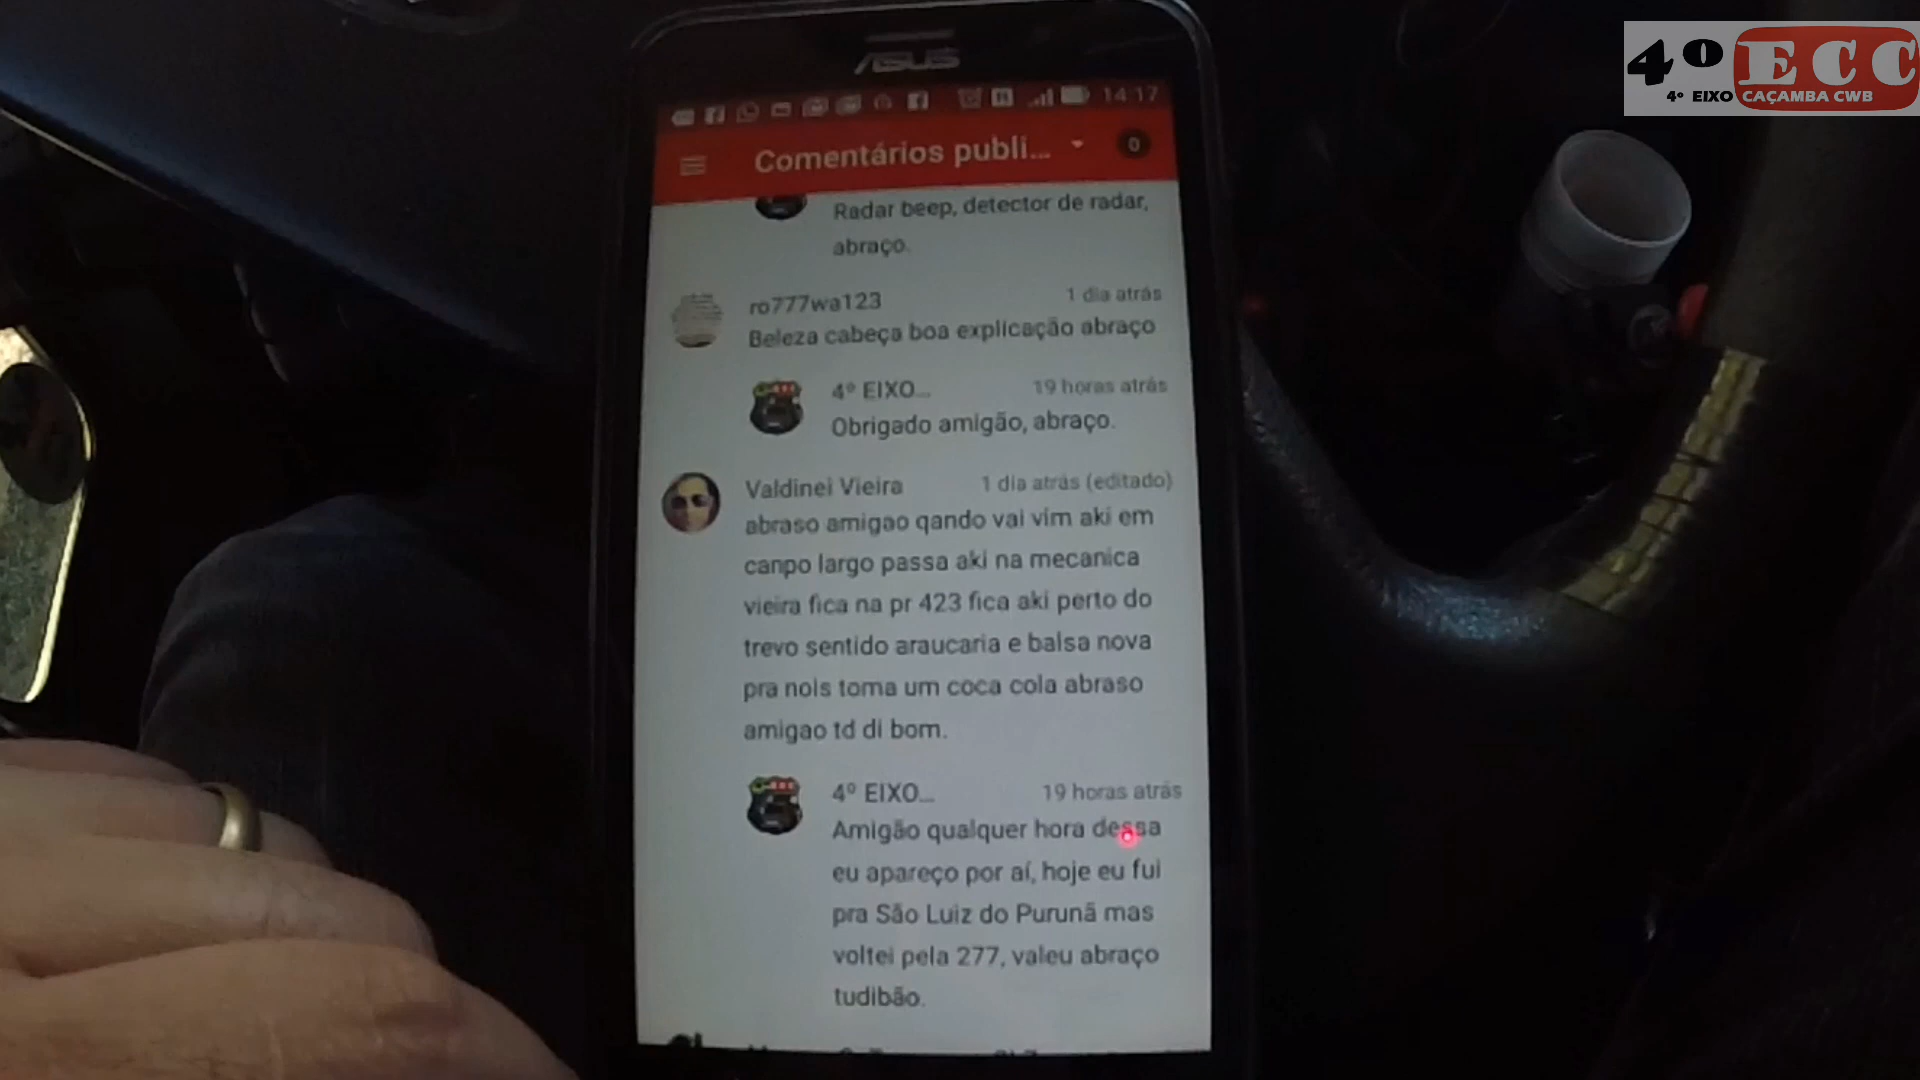 4º ECC
4º EIXO CAÇAMBA CWB
ASUS
14:17
Comentários publi...
0
Radar beep, detector de radar,
abraço.
ro777wa123 1 dia atrás
Beleza cabeça boa explicação abraço
4º EIXO... 19 horas atrás
Obrigado amigão, abraço.
Valdinei Vieira 1 dia atrás (editado)
abraso amigao qando vai vim aki em
canpo largo passa aki na mecanica
vieira fica na pr 423 fica aki perto do
trevo sentido araucaria e balsa nova
pra nois toma um coca cola abraso
amigao td di bom.
4º EIXO... 19 horas atrás
Amigão qualquer hora dessa
eu apareço por aí, hoje eu fui
pra São Luiz do Purunã mas
voltei pela 277, valeu abraço
tudibão.